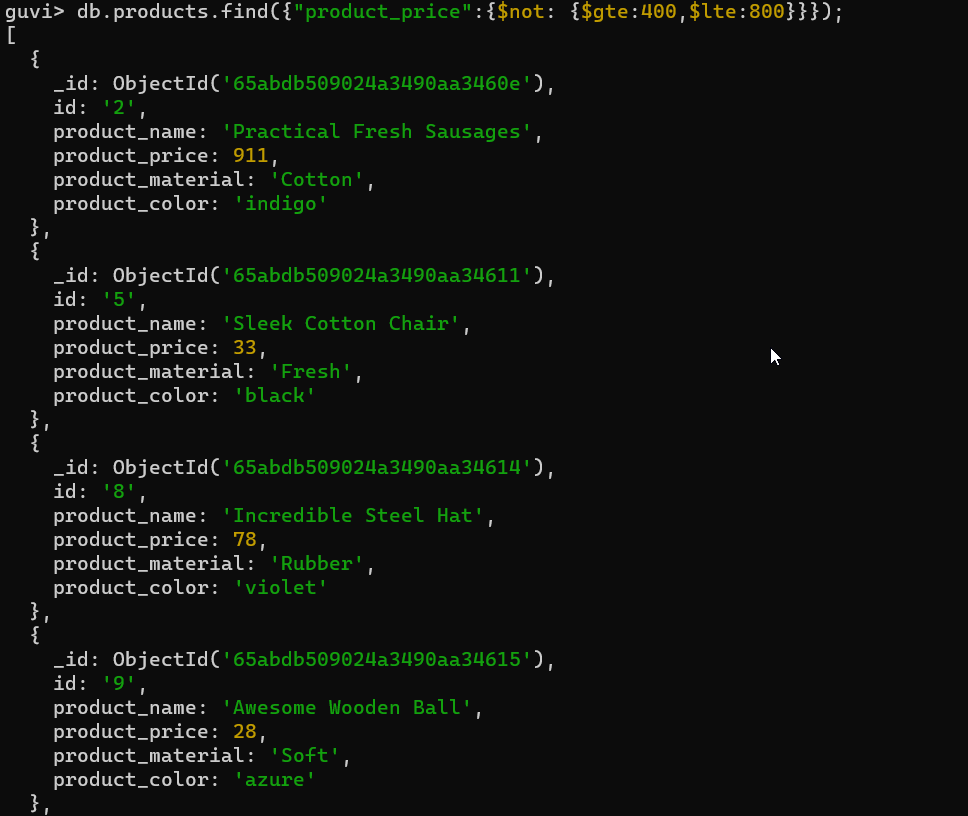 guvi> db.products.find({"product_price":{$not: {$gte:400,$lte:800}}});
[
  {
    _id: ObjectId('65abdb509024a3490aa3460e'),
    id: '2',
    product_name: 'Practical Fresh Sausages',
    product_price: 911,
    product_material: 'Cotton',
    product_color: 'indigo'
  },
  {
    _id: ObjectId('65abdb509024a3490aa34611'),
    id: '5',
    product_name: 'Sleek Cotton Chair',
    product_price: 33,
    product_material: 'Fresh',
    product_color: 'black'
  },
  {
    _id: ObjectId('65abdb509024a3490aa34614'),
    id: '8',
    product_name: 'Incredible Steel Hat',
    product_price: 78,
    product_material: 'Rubber',
    product_color: 'violet'
  },
  {
    _id: ObjectId('65abdb509024a3490aa34615'),
    id: '9',
    product_name: 'Awesome Wooden Ball',
    product_price: 28,
    product_material: 'Soft',
    product_color: 'azure'
  },